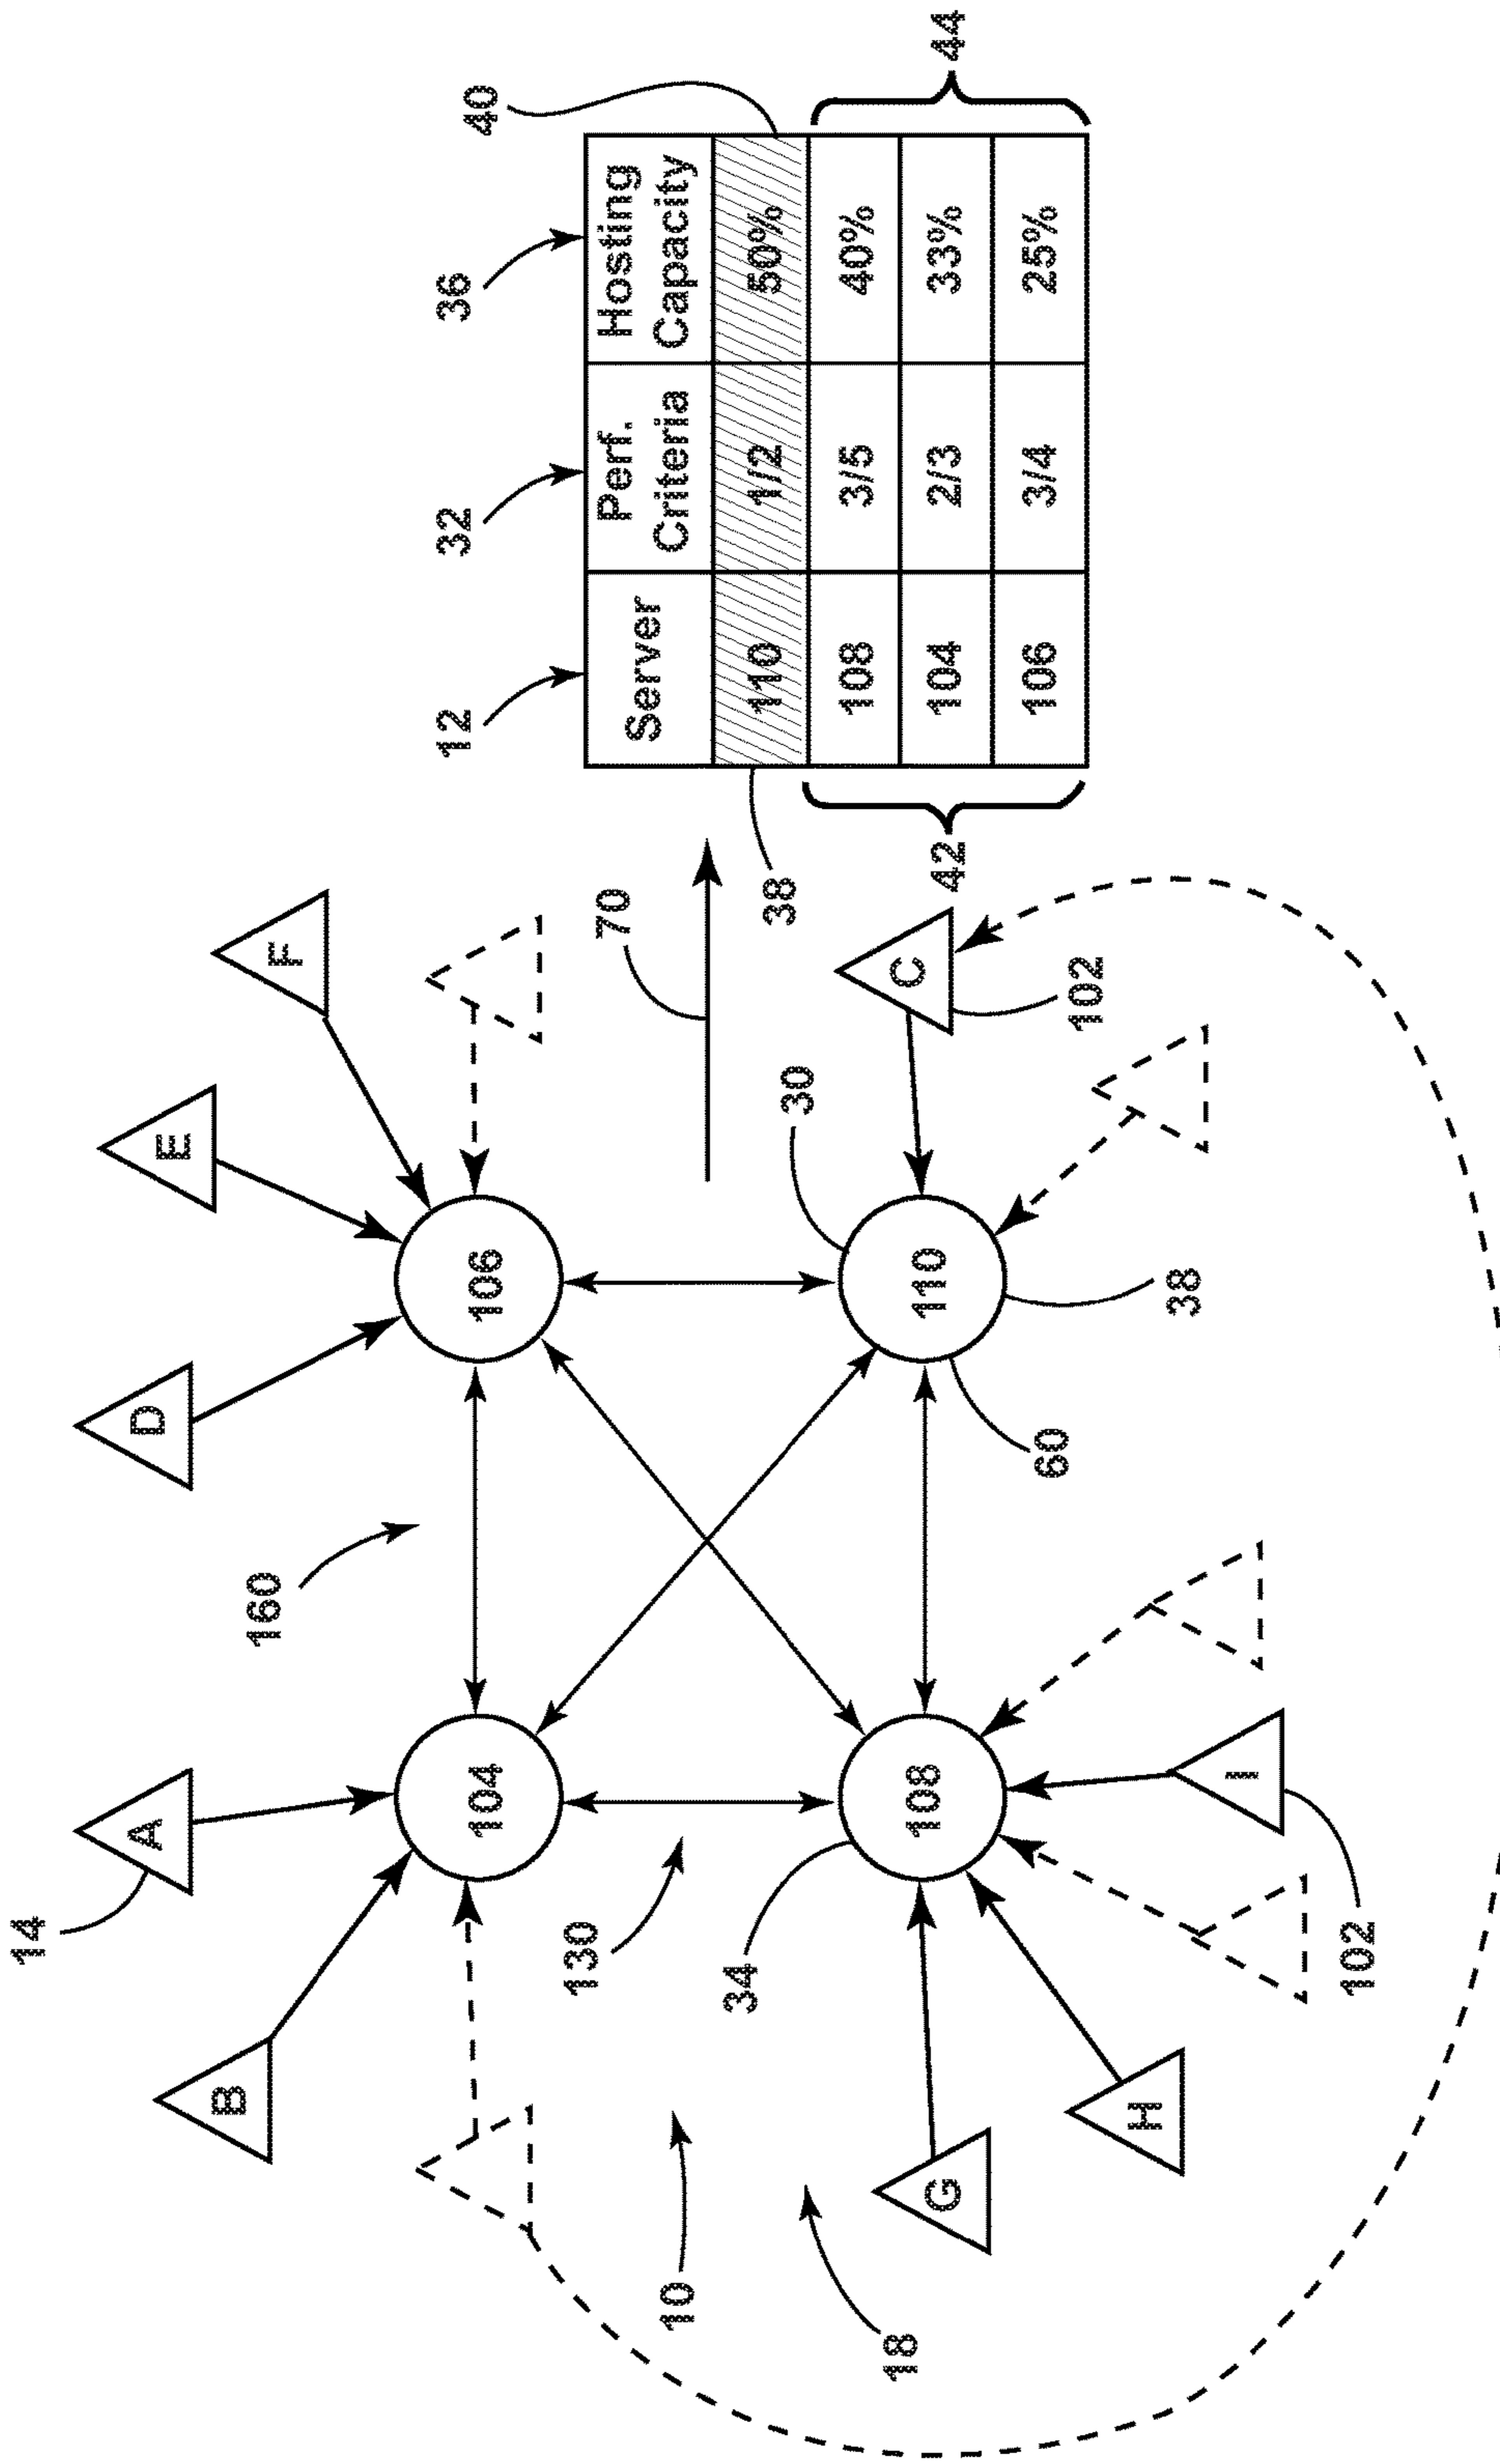 14
A
B
160
D
E
F
104
106
130
10
18
34
G
H
108
I
102
30
110
60
38
C
102
70
12
32
36
40
Server
Perf.
Criteria
Hosting
Capacity
110
1/2
50%
108
3/5
40%
104
2/3
33%
106
3/4
25%
38
42
44